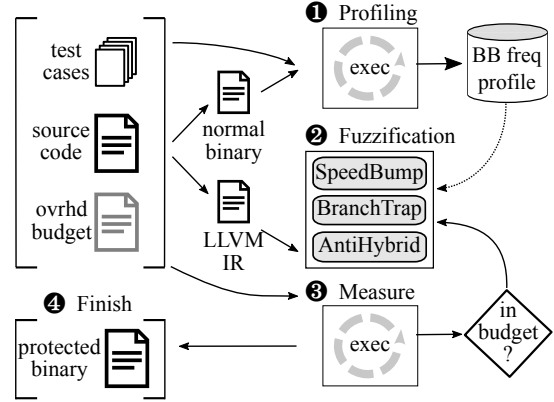 ❶ Profiling
test
cases
exec
BB freq
profile
source
code
normal
binary
❷ Fuzzification
SpeedBump
BranchTrap
AntiHybrid
ovrhd
budget
LLVM
IR
❸ Measure
exec
in
budget
?
❹ Finish
protected
binary